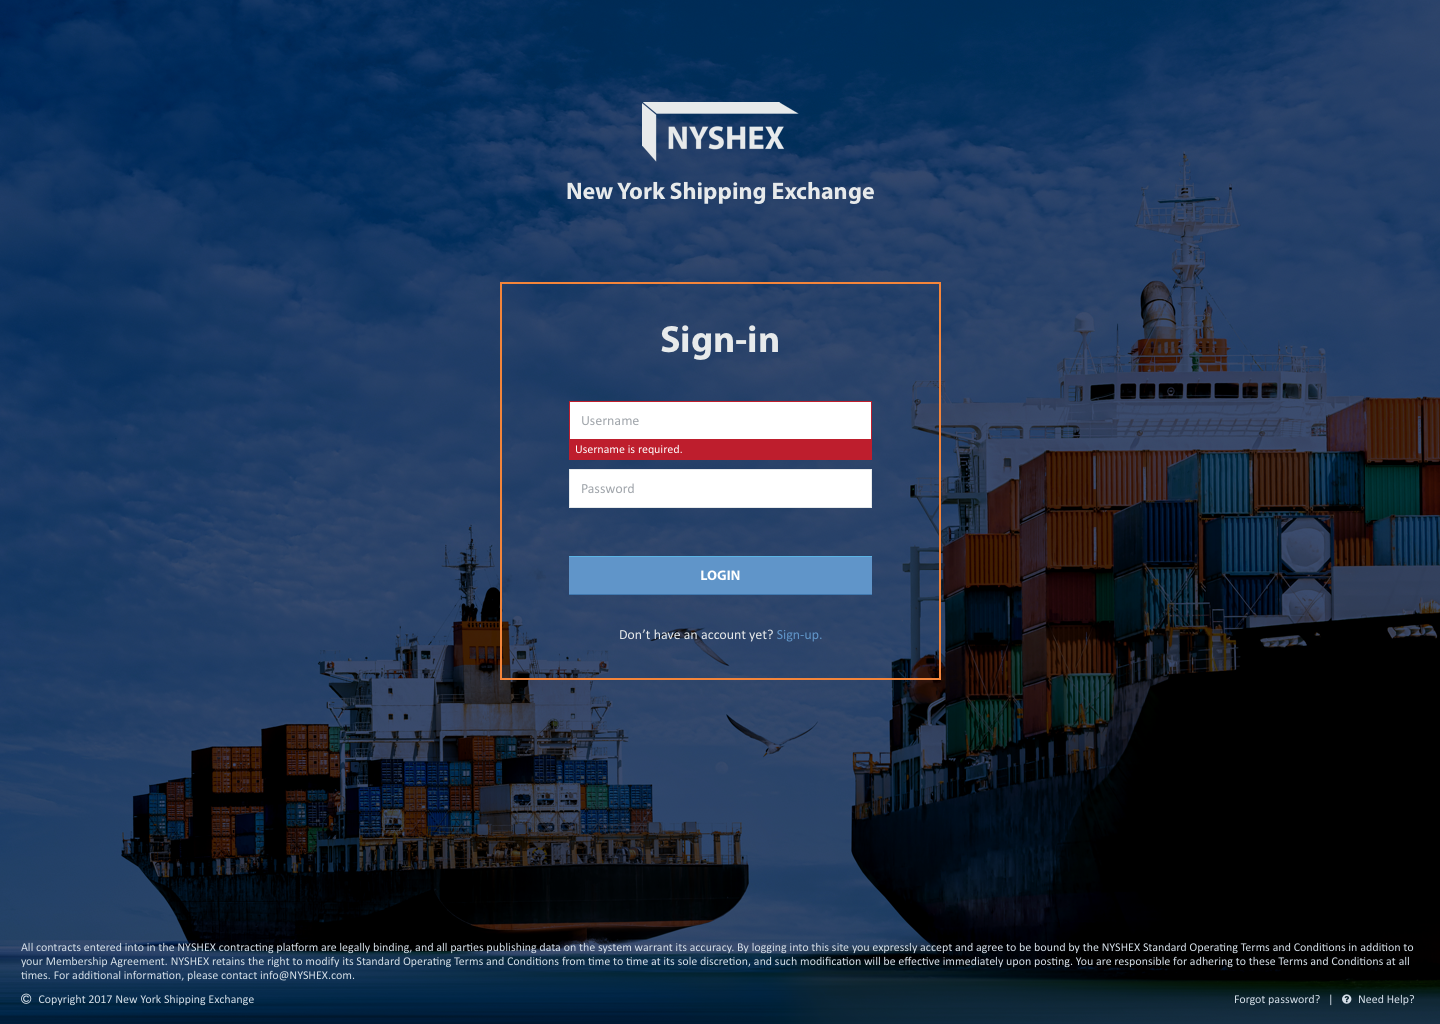 NYSHEX
New York Shipping Exchange
Sign-in
Username
Username is required.
Password
LOGIN
Don't have an account yet? Sign-up.
All contracts entered into in the NYSHEX contracting platform are legally binding, and all parties publishing data on the system warrant its accuracy. By logging into this site you expressly accept and agree to be bound by the NYSHEX Standard Operating Terms and Conditions in addition to
your Membership Agreement. NYSHEX retains the right to modify its Standard Operating Terms and Conditions from time to time at its sole discretion, and such modification will be effective immediately upon posting. You are responsible for adhering to these Terms and Conditions at all
times. For additional information, please contact info@NYSHEX.com.
© Copyright 2017 New York Shipping Exchange
Forgot password? | Need Help?